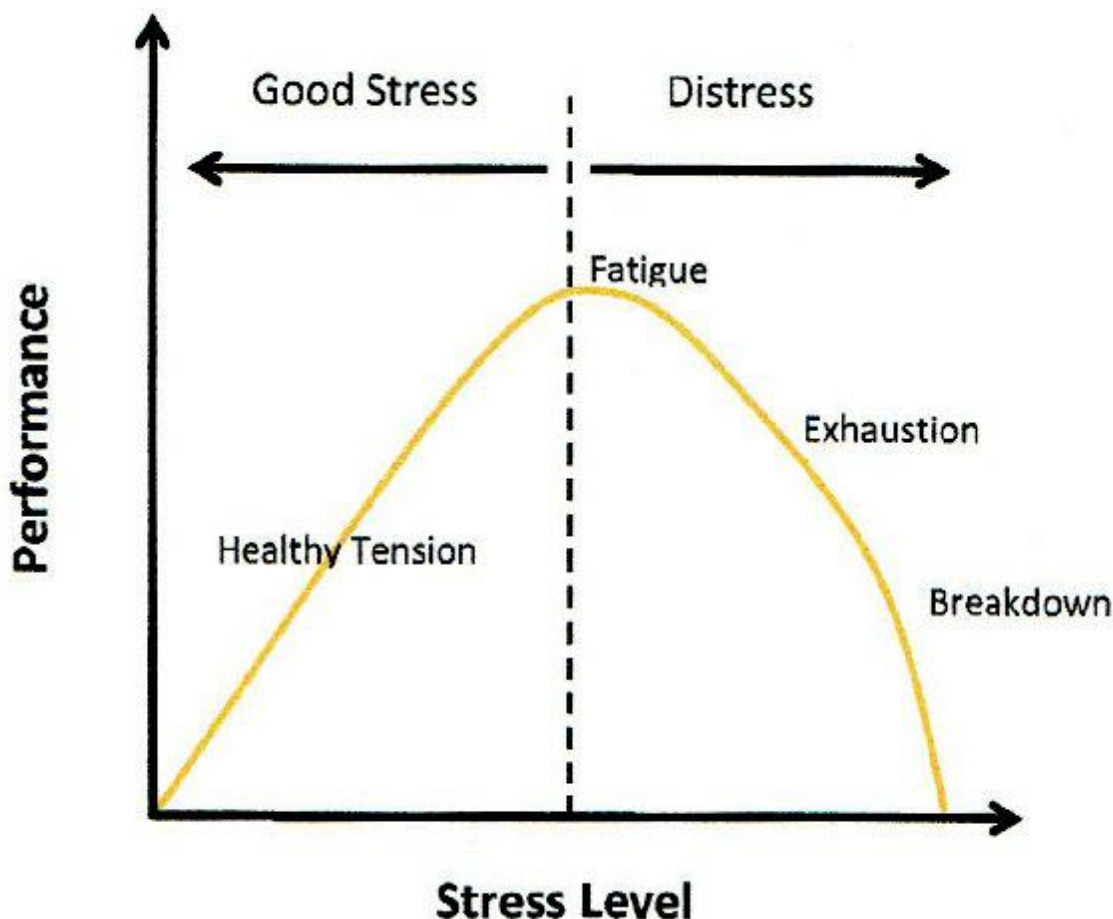 Good Stress
Distress
Fatigue
Exhaustion
Healthy Tension
Breakdown
Performance
Stress Level